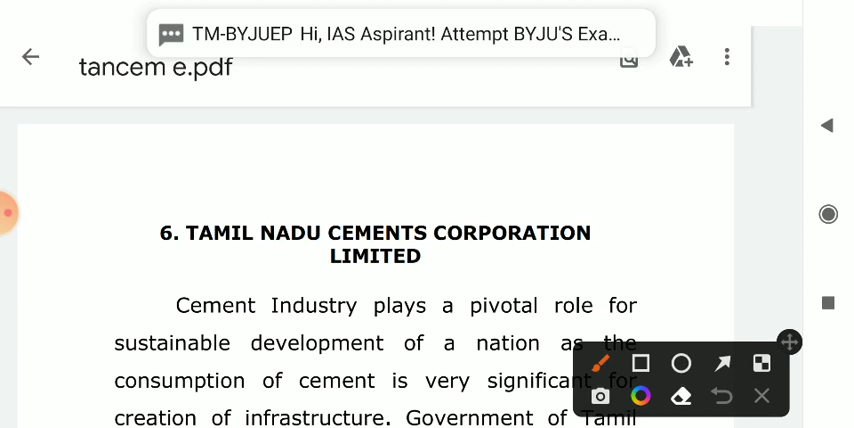 TM-BYJUEP Hi, IAS Aspirant! Attempt BYJU'S Exa...
tancem e.pdf
6. TAMIL NADU CEMENTS CORPORATION
LIMITED
Cement Industry plays a pivotal role for
sustainable development of a nation as the
consumption of cement is very significant for
creation of infrastructure. Government of Tamil